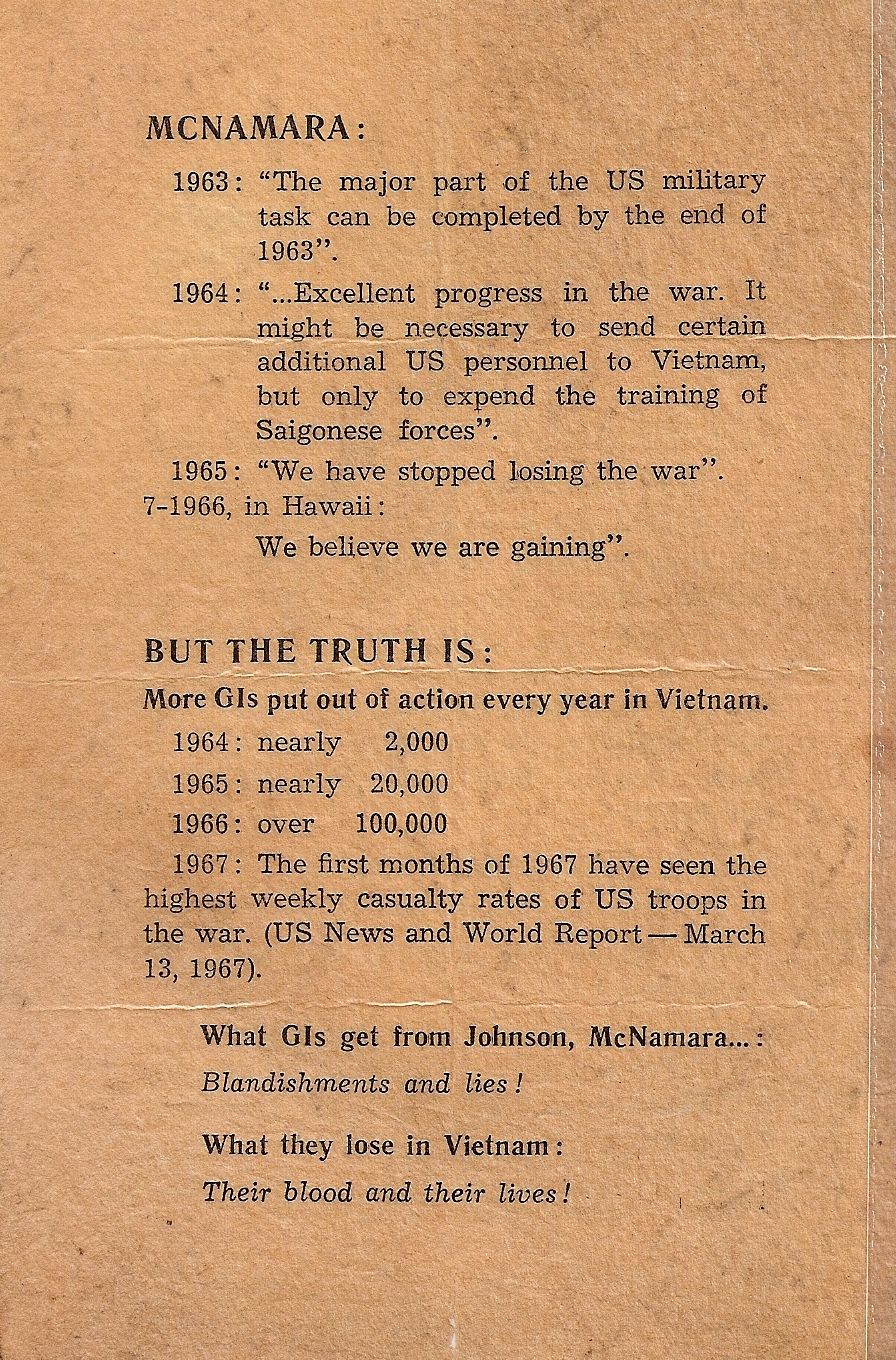 MCNAMARA:
1963: “The major part of the US military
task can be completed by the end of
1963”.
1964: “...Excellent progress in the war. It
might be necessary to send certain
additional US personnel to Vietnam,
but only to expend the training of
Saigonese forces”.
1965: “We have stopped losing the war”.
7-1966, in Hawaii:
We believe we are gaining”.
BUT THE TRUTH IS:
More GIs put out of action every year in Vietnam.
1964: nearly 2,000
1965: nearly 20,000
1966: over 100,000
1967: The first months of 1967 have seen the
highest weekly casualty rates of US troops in
the war. (US News and World Report — March
13, 1967).
What GIs get from Johnson, McNamara...:
Blandishments and lies!
What they lose in Vietnam:
Their blood and their lives!